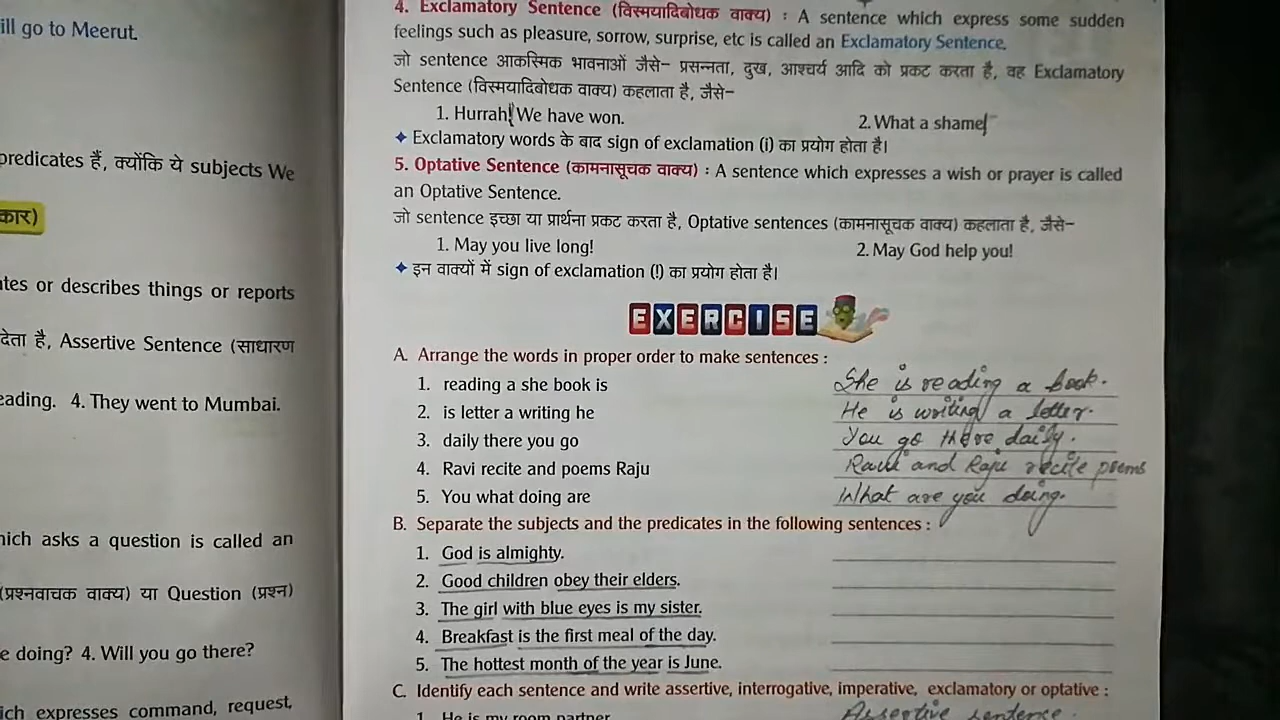 ill go to Meerut.
predicates हैं, क्योंकि ये subjects We
कार)
ates or describes things or reports
देता है, Assertive Sentence (साधारण
eading. 4. They went to Mumbai.
hich asks a question is called an
(प्रश्नवाचक वाक्य) या Question (प्रश्न)
e doing? 4. Will you go there?
ich expresses command, request,
4. Exclamatory Sentence (विस्मयादिबोधक वाक्य) : A sentence which express some sudden
feelings such as pleasure, sorrow, surprise, etc is called an Exclamatory Sentence.
जो sentence आकस्मिक भावनाओं जैसे– प्रसन्नता, दुख, आश्चर्य आदि को प्रकट करता है, वह Exclamatory
Sentence (विस्मयादिबोधक वाक्य) कहलाता है, जैसे–
1. Hurrah! We have won. 2. What a shame!
✦ Exclamatory words के बाद sign of exclamation (i) का प्रयोग होता है।
5. Optative Sentence (कामनासूचक वाक्य) : A sentence which expresses a wish or prayer is called
an Optative Sentence.
जो sentence इच्छा या प्रार्थना प्रकट करता है, Optative sentences (कामनासूचक वाक्य) कहलाता है, जैसे–
1. May you live long! 2. May God help you!
✦ इन वाक्यों में sign of exclamation (!) का प्रयोग होता है।
EXERCISE
A. Arrange the words in proper order to make sentences :
1. reading a she book is She is reading a book.
2. is letter a writing he He is writing a letter.
3. daily there you go You go there daily.
4. Ravi recite and poems Raju Ravi and Raju recite poems
5. You what doing are What are you doing.
B. Separate the subjects and the predicates in the following sentences :
1. God is almighty.
2. Good children obey their elders.
3. The girl with blue eyes is my sister.
4. Breakfast is the first meal of the day.
5. The hottest month of the year is June.
C. Identify each sentence and write assertive, interrogative, imperative, exclamatory or optative :
1. He is my room partner. Assertive sentence.